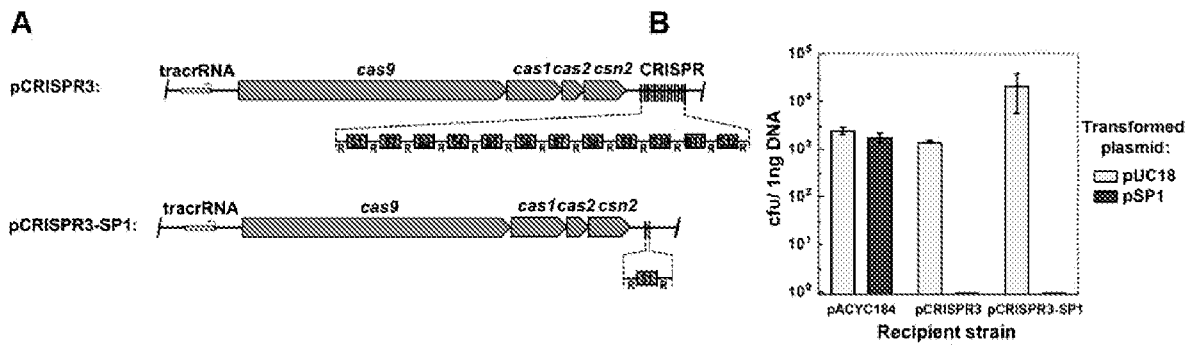 A
B
pCRISPR3:
tracrRNA
cas9
cas1 cas2 csn2
CRISPR
R R R R R R R R R R R R R
pCRISPR3-SP1:
tracrRNA
cas9
cas1 cas2 csn2
R R
cfu/ 1ng DNA
10⁵
10⁴
10³
10²
10¹
10⁰
pACYC184 pCRISPR3 pCRISPR3-SP1
Recipient strain
Transformed
plasmid:
pUC18
pSP1